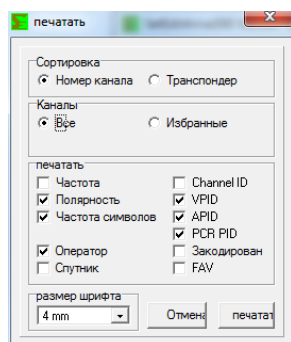 печатать
Сортировка
Номер канала Транспондер
Каналы
Все Избранные
печатать
Частота Channel ID
Полярность VPID
Частота символов APID
PCR PID
Оператор Закодирован
Спутник FAV
размер шрифта
4 mm Отмена печатат